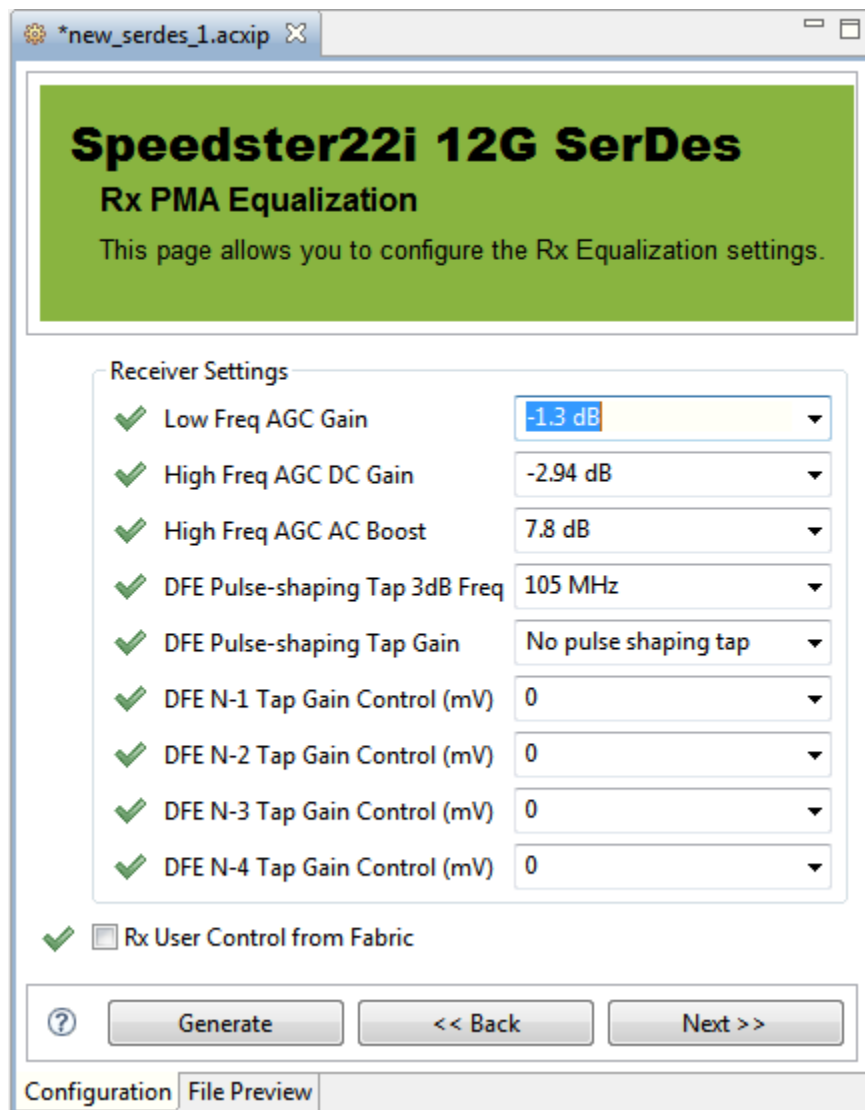 *new_serdes_1.acxip
Speedster22i 12G SerDes
Rx PMA Equalization
This page allows you to configure the Rx Equalization settings.
Receiver Settings
Low Freq AGC Gain -1.3 dB
High Freq AGC DC Gain -2.94 dB
High Freq AGC AC Boost 7.8 dB
DFE Pulse-shaping Tap 3dB Freq 105 MHz
DFE Pulse-shaping Tap Gain No pulse shaping tap
DFE N-1 Tap Gain Control (mV) 0
DFE N-2 Tap Gain Control (mV) 0
DFE N-3 Tap Gain Control (mV) 0
DFE N-4 Tap Gain Control (mV) 0
Rx User Control from Fabric
? Generate << Back Next >>
Configuration File Preview